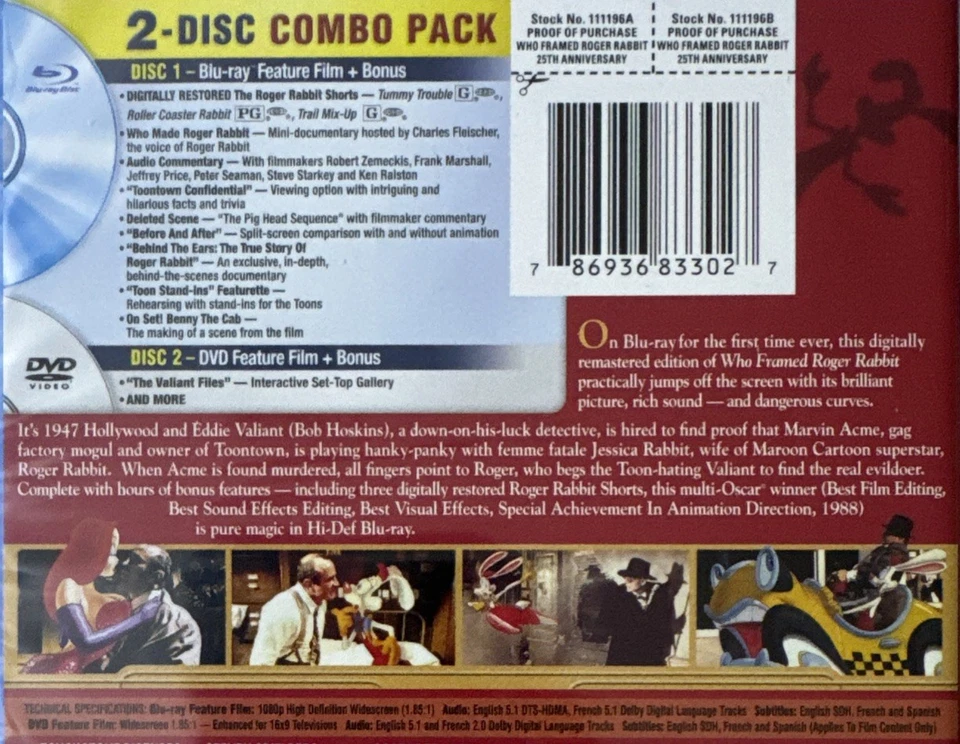 2-DISC COMBO PACK
DISC 1 – Blu-ray™ Feature Film + Bonus
Blu-ray Disc
• DIGITALLY RESTORED The Roger Rabbit Shorts — Tummy Trouble G,
Roller Coaster Rabbit PG, Trail Mix-Up G
• Who Made Roger Rabbit — Mini-documentary hosted by Charles Fleischer,
the voice of Roger Rabbit
• Audio Commentary — With filmmakers Robert Zemeckis, Frank Marshall,
Jeffrey Price, Peter Seaman, Steve Starkey and Ken Ralston
• "Toontown Confidential" — Viewing option with intriguing and
hilarious facts and trivia
• Deleted Scene — "The Pig Head Sequence" with filmmaker commentary
• "Before And After" — Split-screen comparison with and without animation
• "Behind The Ears: The True Story Of
Roger Rabbit" — An exclusive, in-depth,
behind-the-scenes documentary
• "Toon Stand-Ins" Featurette —
Rehearsing with stand-ins for the Toons
• On Set! Benny The Cab —
The making of a scene from the film
DISC 2 – DVD Feature Film + Bonus
DVD
VIDEO
• "The Valiant Files" — Interactive Set-Top Gallery
• AND MORE
Stock No. 111196A
PROOF OF PURCHASE
WHO FRAMED ROGER RABBIT
25TH ANNIVERSARY
Stock No. 111196B
PROOF OF PURCHASE
WHO FRAMED ROGER RABBIT
25TH ANNIVERSARY
7 86936 83302 7
On Blu-ray for the first time ever, this digitally
remastered edition of Who Framed Roger Rabbit
practically jumps off the screen with its brilliant
picture, rich sound — and dangerous curves.
It's 1947 Hollywood and Eddie Valiant (Bob Hoskins), a down-on-his-luck detective, is hired to find proof that Marvin Acme, gag
factory mogul and owner of Toontown, is playing hanky-panky with femme fatale Jessica Rabbit, wife of Maroon Cartoon superstar,
Roger Rabbit. When Acme is found murdered, all fingers point to Roger, who begs the Toon-hating Valiant to find the real evildoer.
Complete with hours of bonus features — including three digitally restored Roger Rabbit Shorts, this multi-Oscar® winner (Best Film Editing,
Best Sound Effects Editing, Best Visual Effects, Special Achievement In Animation Direction, 1988)
is pure magic in Hi-Def Blu-ray.
TECHNICAL SPECIFICATIONS: Blu-ray Feature Film: 1080p High Definition Widescreen (1.85:1) Audio: English 5.1 DTS-HDMA, French 5.1 Dolby Digital Language Tracks Subtitles: English SDH, French and Spanish
DVD Feature Film: Widescreen 1.85:1 — Enhanced for 16x9 Televisions Audio: English 5.1 and French 2.0 Dolby Digital Language Tracks Subtitles: English SDH, French and Spanish (Applies To Film Content Only)